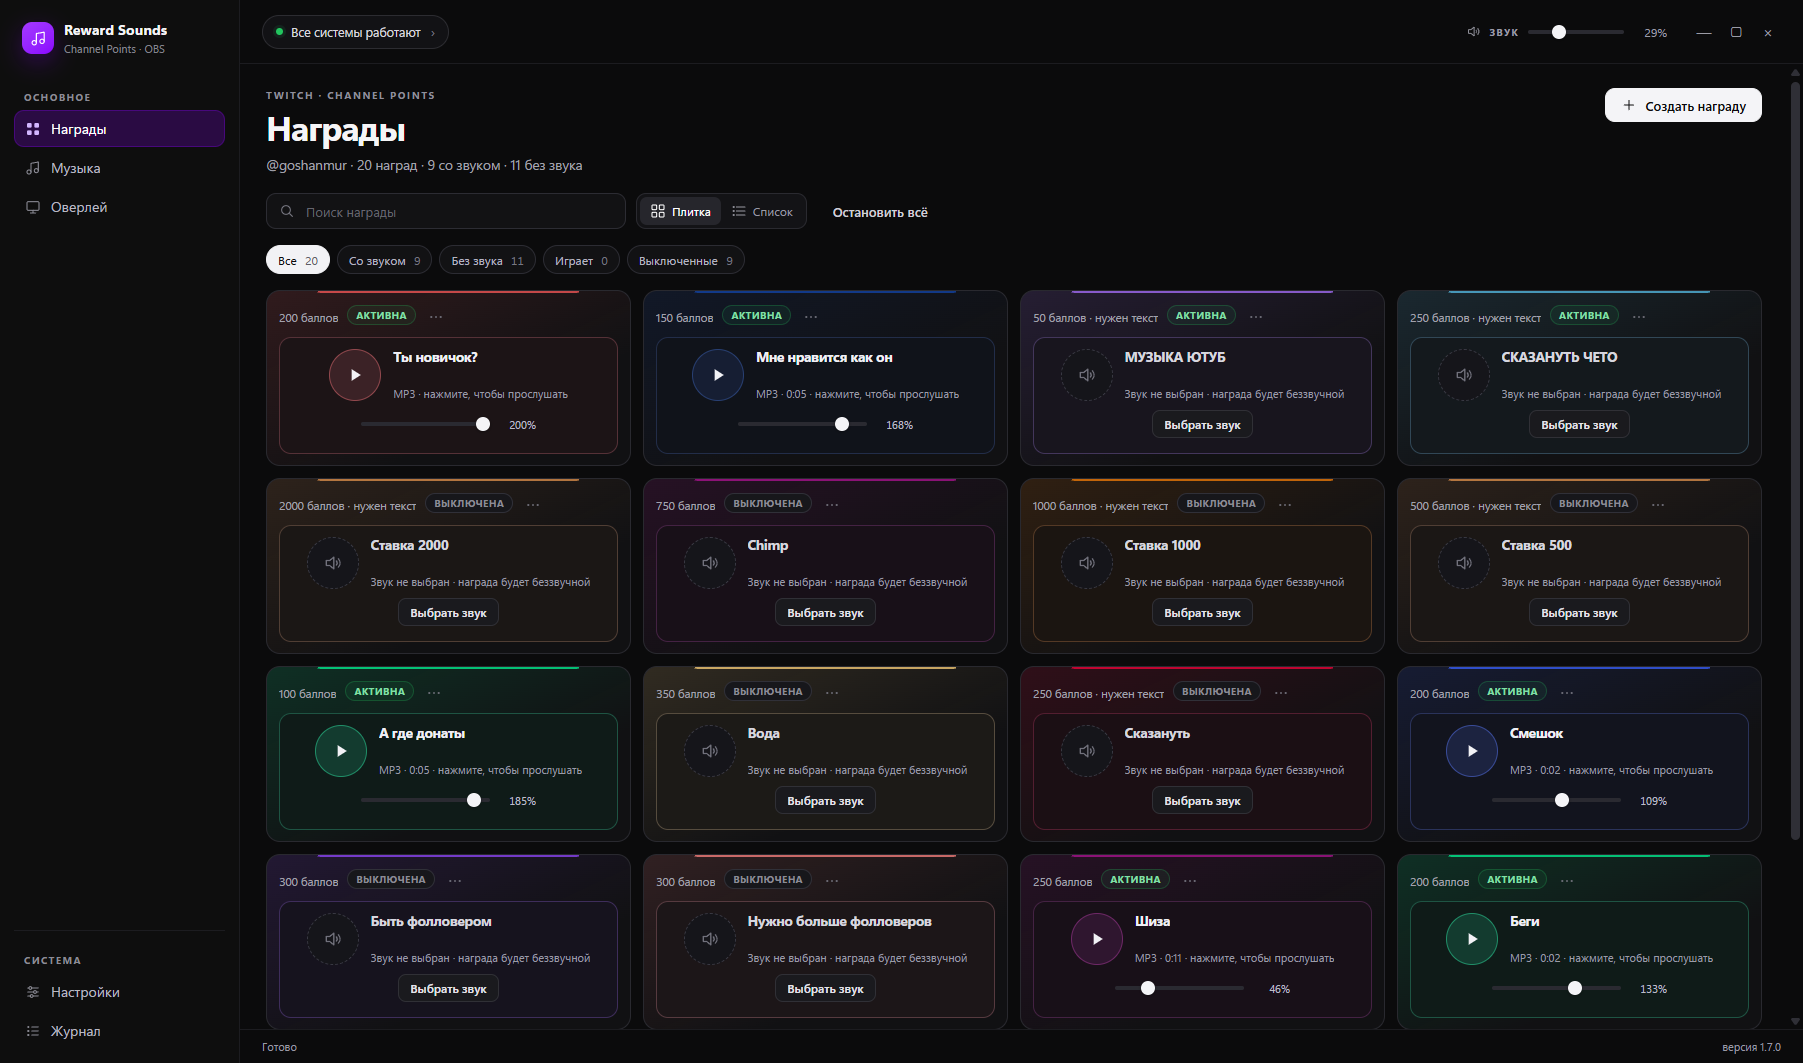 Reward Sounds
Channel Points · OBS
ОСНОВНОЕ
Награды
Музыка
Оверлей
СИСТЕМА
Настройки
Журнал
Все системы работают ›
ЗВУК 29%
TWITCH · CHANNEL POINTS
Награды
@goshanmur · 20 наград · 9 со звуком · 11 без звука
+ Создать награду
Поиск награды
Плитка
Список
Остановить всё
Все 20
Со звуком 9
Без звука 11
Играет 0
Выключенные 9
200 баллов АКТИВНА ...
Ты новичок?
MP3 · нажмите, чтобы прослушать
200%
150 баллов АКТИВНА ...
Мне нравится как он
MP3 · 0:05 · нажмите, чтобы прослушать
168%
50 баллов · нужен текст АКТИВНА ...
МУЗЫКА ЮТУБ
Звук не выбран · награда будет беззвучной
Выбрать звук
250 баллов · нужен текст АКТИВНА ...
СКАЗАНУТЬ ЧЕТО
Звук не выбран · награда будет беззвучной
Выбрать звук
2000 баллов · нужен текст ВЫКЛЮЧЕНА ...
Ставка 2000
Звук не выбран · награда будет беззвучной
Выбрать звук
750 баллов ВЫКЛЮЧЕНА ...
Chimp
Звук не выбран · награда будет беззвучной
Выбрать звук
1000 баллов · нужен текст ВЫКЛЮЧЕНА ...
Ставка 1000
Звук не выбран · награда будет беззвучной
Выбрать звук
500 баллов · нужен текст ВЫКЛЮЧЕНА ...
Ставка 500
Звук не выбран · награда будет беззвучной
Выбрать звук
100 баллов АКТИВНА ...
А где донаты
MP3 · 0:05 · нажмите, чтобы прослушать
185%
350 баллов ВЫКЛЮЧЕНА ...
Вода
Звук не выбран · награда будет беззвучной
Выбрать звук
250 баллов · нужен текст ВЫКЛЮЧЕНА ...
Сказануть
Звук не выбран · награда будет беззвучной
Выбрать звук
200 баллов АКТИВНА ...
Смешок
MP3 · 0:02 · нажмите, чтобы прослушать
109%
300 баллов ВЫКЛЮЧЕНА ...
Быть фолловером
Звук не выбран · награда будет беззвучной
Выбрать звук
300 баллов ВЫКЛЮЧЕНА ...
Нужно больше фолловеров
Звук не выбран · награда будет беззвучной
Выбрать звук
250 баллов АКТИВНА ...
Шиза
MP3 · 0:11 · нажмите, чтобы прослушать
46%
200 баллов АКТИВНА ...
Беги
MP3 · 0:02 · нажмите, чтобы прослушать
133%
Готово
версия 1.7.0